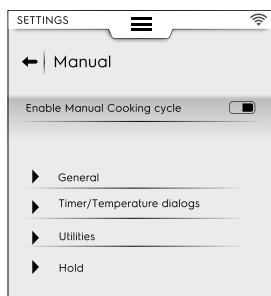 SETTINGS
Manual
Enable Manual Cooking cycle
General
Timer/Temperature dialogs
Utilities
Hold